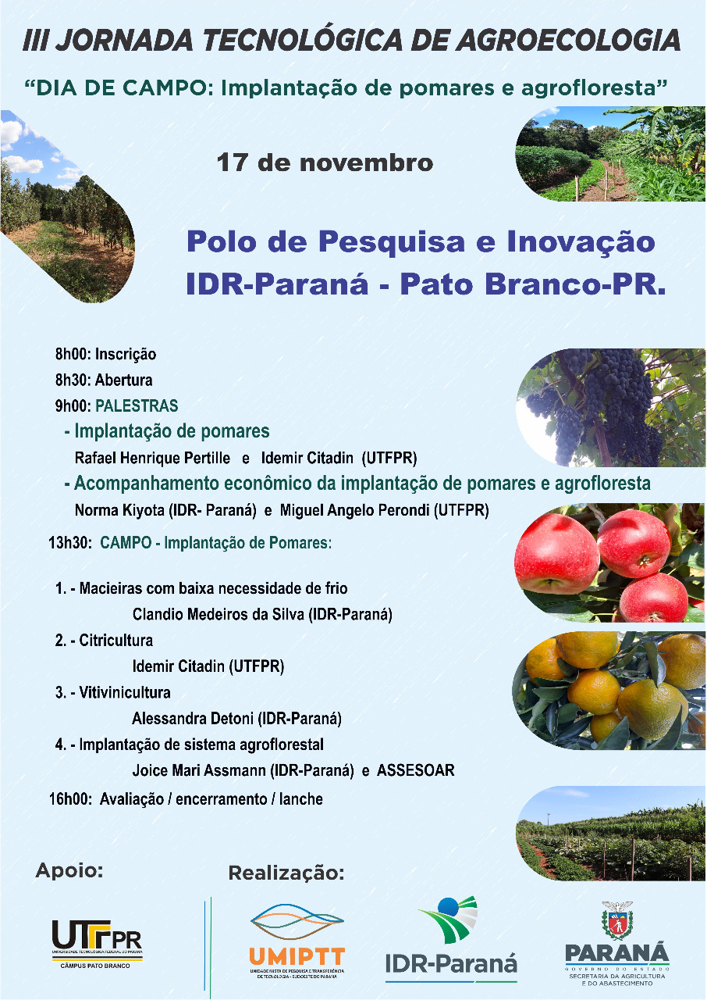 III JORNADA TECNOLÓGICA DE AGROECOLOGIA
“DIA DE CAMPO: Implantação de pomares e agrofloresta”
17 de novembro
Polo de Pesquisa e Inovação
IDR-Paraná - Pato Branco-PR.
8h00: Inscrição
8h30: Abertura
9h00: PALESTRAS
- Implantação de pomares
Rafael Henrique Pertille e Idemir Citadin (UTFPR)
- Acompanhamento econômico da implantação de pomares e agrofloresta
Norma Kiyota (IDR- Paraná) e Miguel Angelo Perondi (UTFPR)
13h30: CAMPO - Implantação de Pomares:
1. - Macieiras com baixa necessidade de frio
Clandio Medeiros da Silva (IDR-Paraná)
2. - Citricultura
Idemir Citadin (UTFPR)
3. - Vitivinicultura
Alessandra Detoni (IDR-Paraná)
4. - Implantação de sistema agroflorestal
Joice Mari Assmann (IDR-Paraná) e ASSESOAR
16h00: Avaliação / encerramento / lanche
Apoio:
Realização:
UTFPR
UNIVERSIDADE TECNOLÓGICA FEDERAL DO PARANÁ
CÂMPUS PATO BRANCO
UMIPTT
UNIDADE MISTA DE PESQUISA E TRANSFERÊNCIA
DE TECNOLOGIA - SUDOESTE DO PARANÁ
IDR-Paraná
PARANÁ
GOVERNO DO ESTADO
SECRETARIA DA AGRICULTURA
E DO ABASTECIMENTO